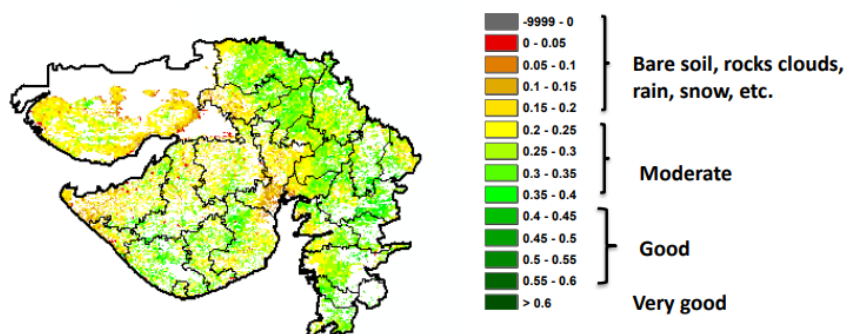 -9999 - 0
0 - 0.05
0.05 - 0.1
0.1 - 0.15
0.15 - 0.2
0.2 - 0.25
0.25 - 0.3
0.3 - 0.35
0.35 - 0.4
0.4 - 0.45
0.45 - 0.5
0.5 - 0.55
0.55 - 0.6
> 0.6
Bare soil, rocks clouds,
rain, snow, etc.
Moderate
Good
Very good